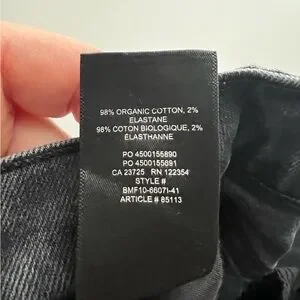 98% ORGANIC COTTON, 2%
ELASTANE
98% COTON BIOLOGIQUE, 2%
ÉLASTHANNE
PO 4500155890
PO 4500155891
CA 23725 RN 122354
STYLE #
BMF10-66071-41
ARTICLE # 85113